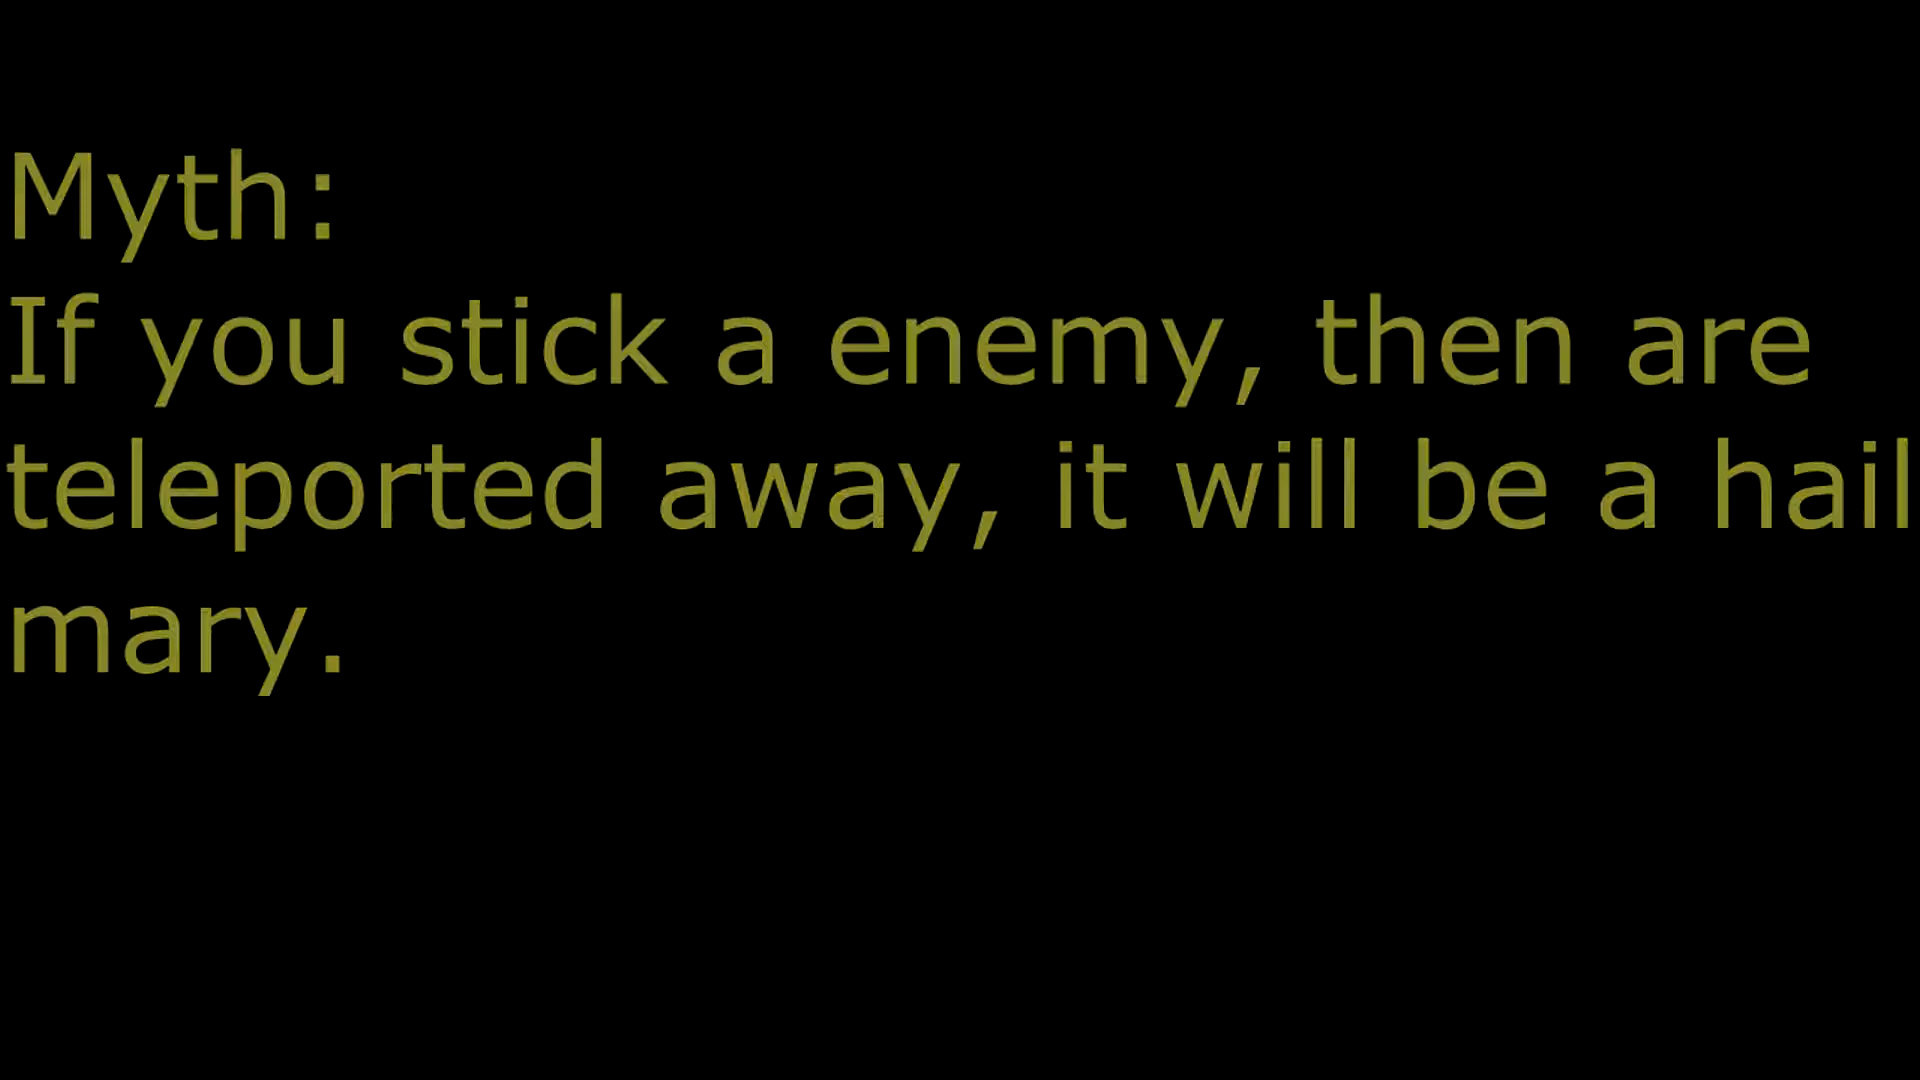 Myth:
If you stick a enemy, then are
teleported away, it will be a hail
mary.